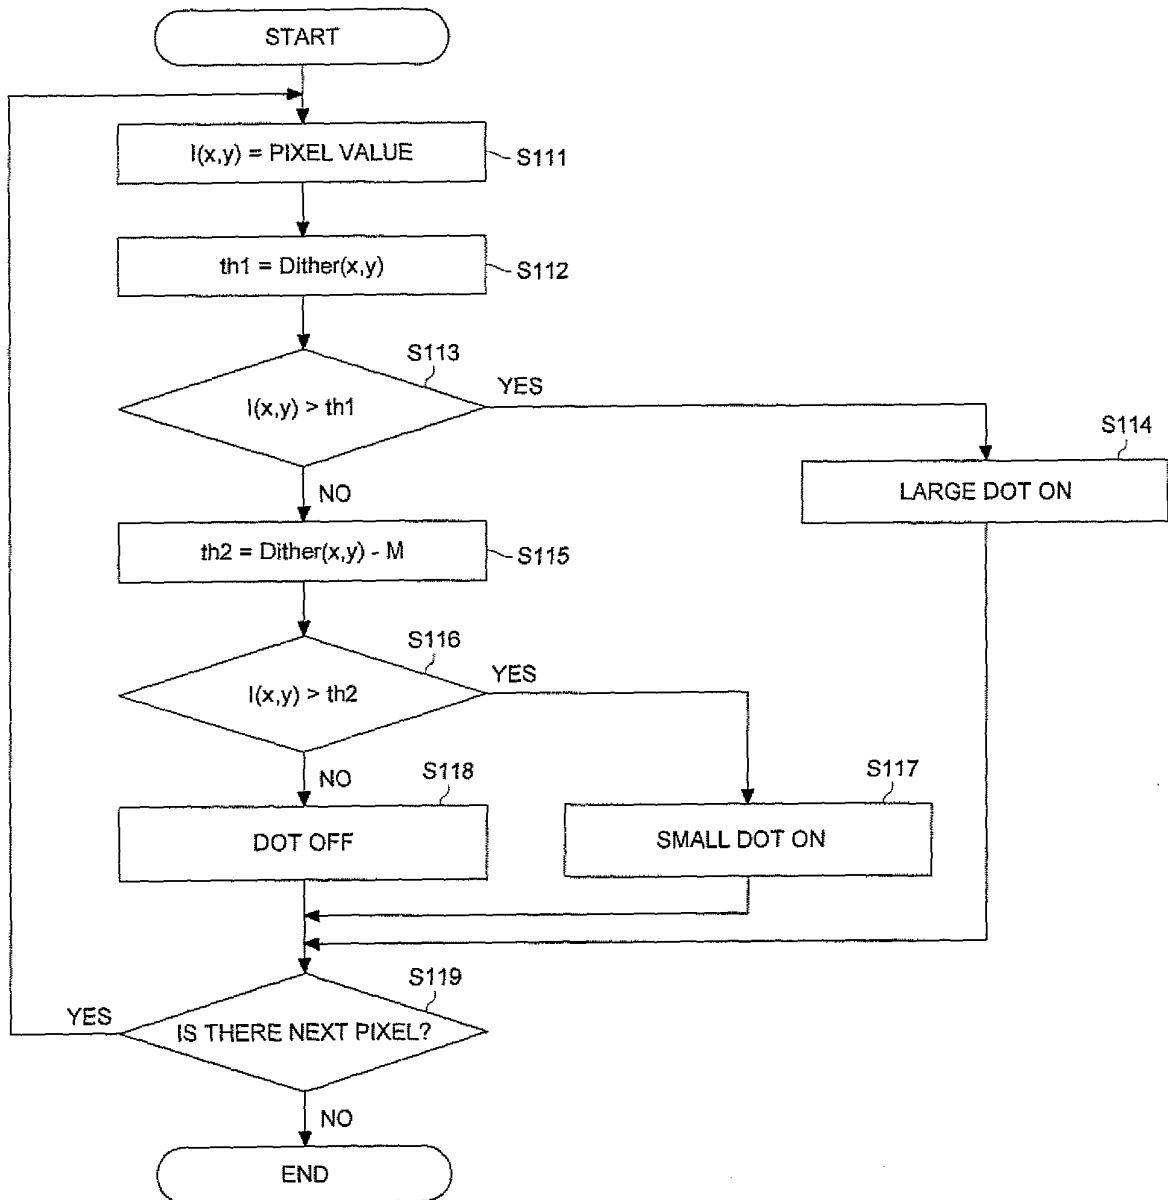 START
I(x,y) = PIXEL VALUE
S111
th1 = Dither(x,y)
S112
S113
I(x,y) > th1
YES
S114
LARGE DOT ON
NO
th2 = Dither(x,y) - M
S115
S116
I(x,y) > th2
YES
NO
S118
DOT OFF
S117
SMALL DOT ON
S119
YES
IS THERE NEXT PIXEL?
NO
END